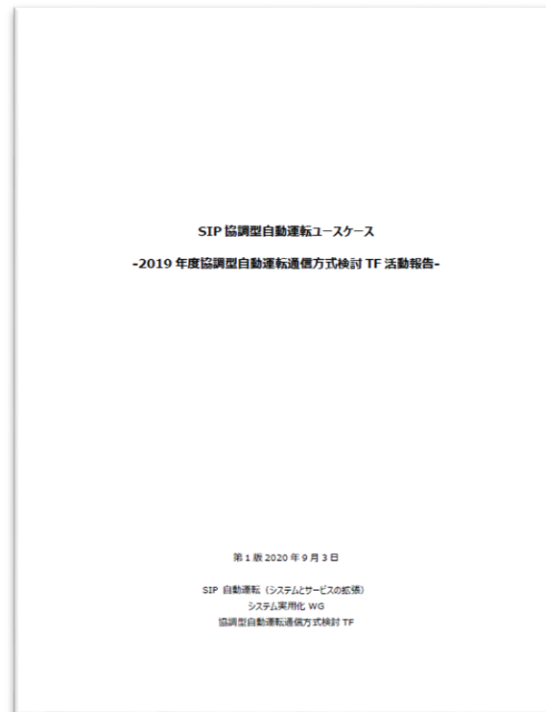 SIP 協調型自動運転ユースケース
-2019 年度協調型自動運転通信方式検討 TF 活動報告-
第 1 版 2020 年 9 月 3 日
SIP 自動運転（システムとサービスの拡張）
システム実用化 WG
協調型自動運転通信方式検討 TF